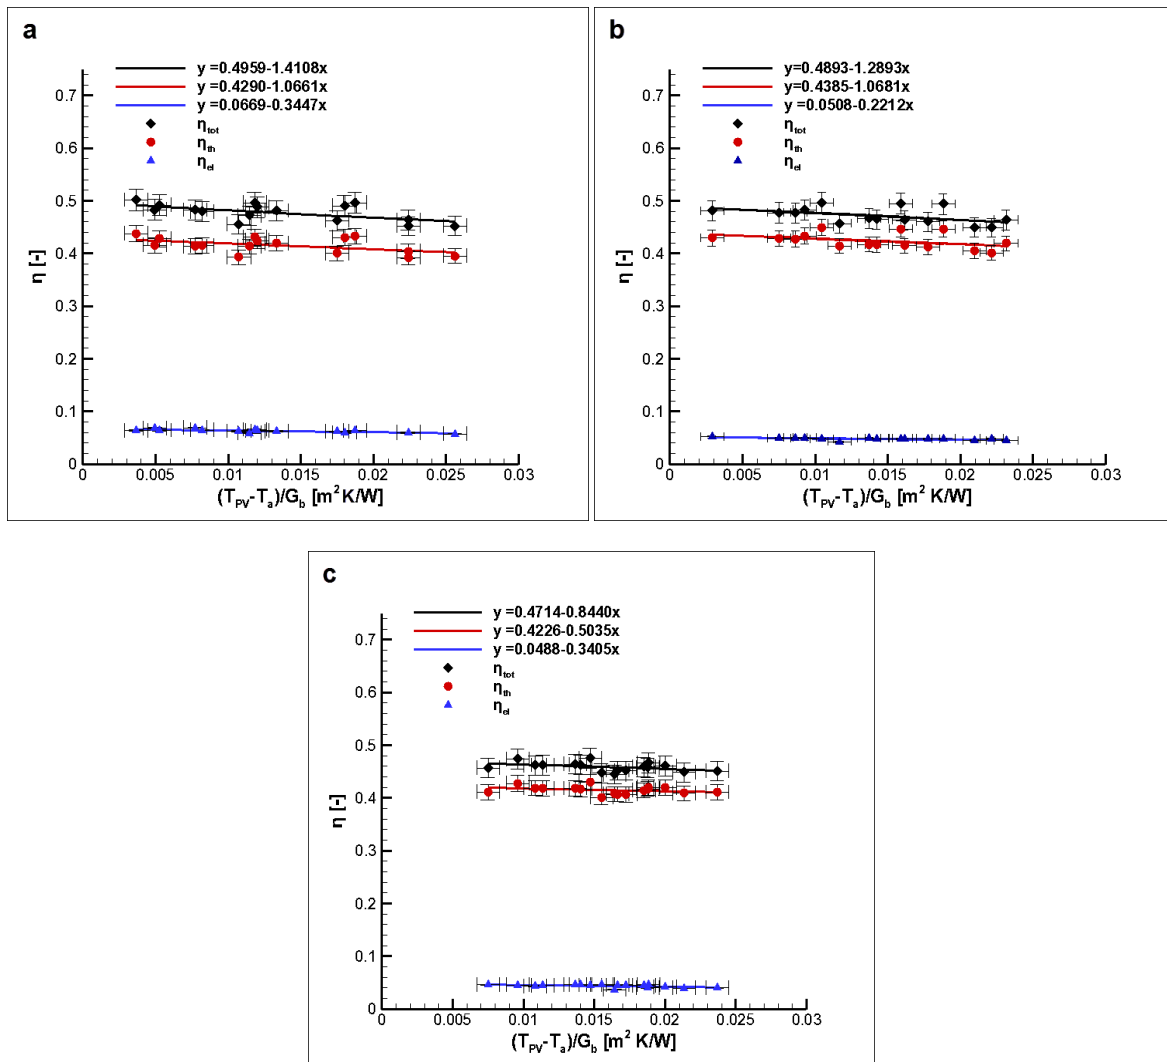 a
y =0.4959-1.4108x
y =0.4290-1.0661x
y =0.0669-0.3447x
η_tot
η_th
η_el
0.7
0.6
0.5
0.4
0.3
0.2
0.1
0
η [-]
0 0.005 0.01 0.015 0.02 0.025 0.03
(T_PV-T_a)/G_b [m² K/W]
b
y=0.4893-1.2893x
y=0.4385-1.0681x
y =0.0508-0.2212x
η_tot
η_th
η_el
0.7
0.6
0.5
0.4
0.3
0.2
0.1
0
η [-]
0 0.005 0.01 0.015 0.02 0.025 0.03
(T_PV-T_a)/G_b [m² K/W]
c
y =0.4714-0.8440x
y =0.4226-0.5035x
y =0.0488-0.3405x
η_tot
η_th
η_el
0.7
0.6
0.5
0.4
0.3
0.2
0.1
0
η [-]
0 0.005 0.01 0.015 0.02 0.025 0.03
(T_PV-T_a)/G_b [m² K/W]